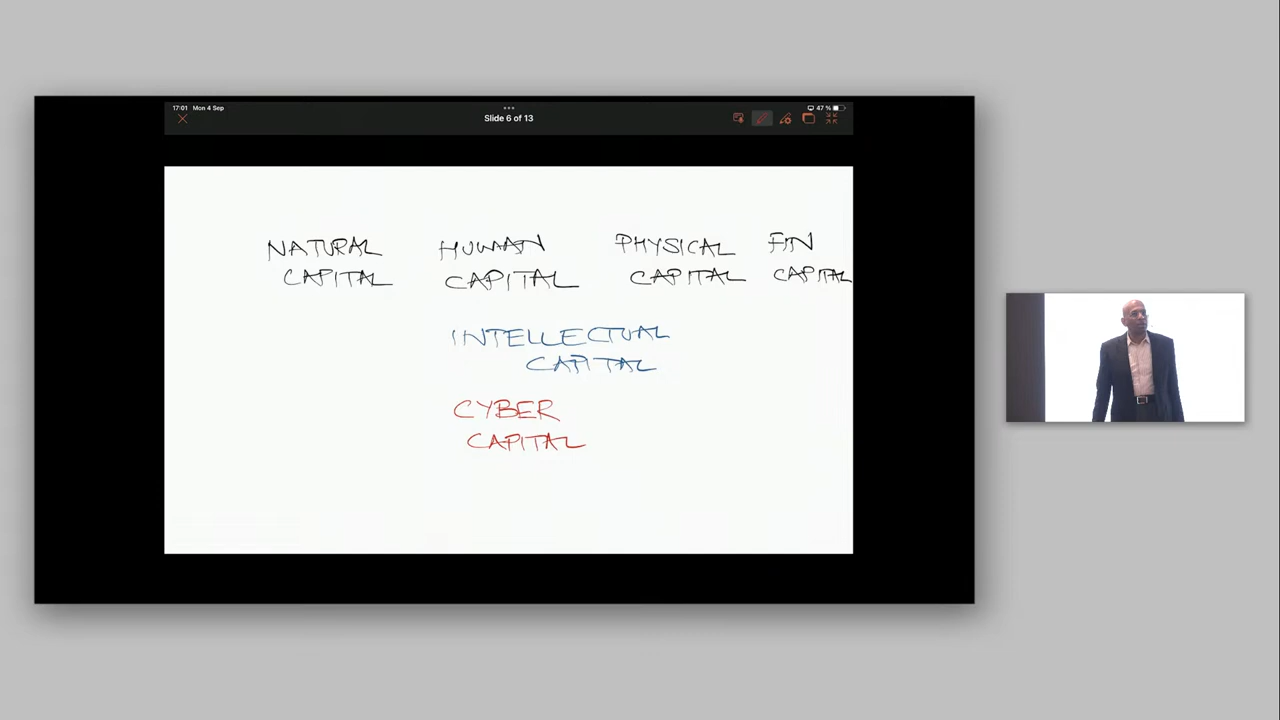 17:01 Mon 4 Sep
47 %
Slide 6 of 13
NATURAL CAPITAL
HUMAN CAPITAL
PHYSICAL CAPITAL
FIN CAPITAL
INTELLECTUAL
CAPITAL
CYBER
CAPITAL